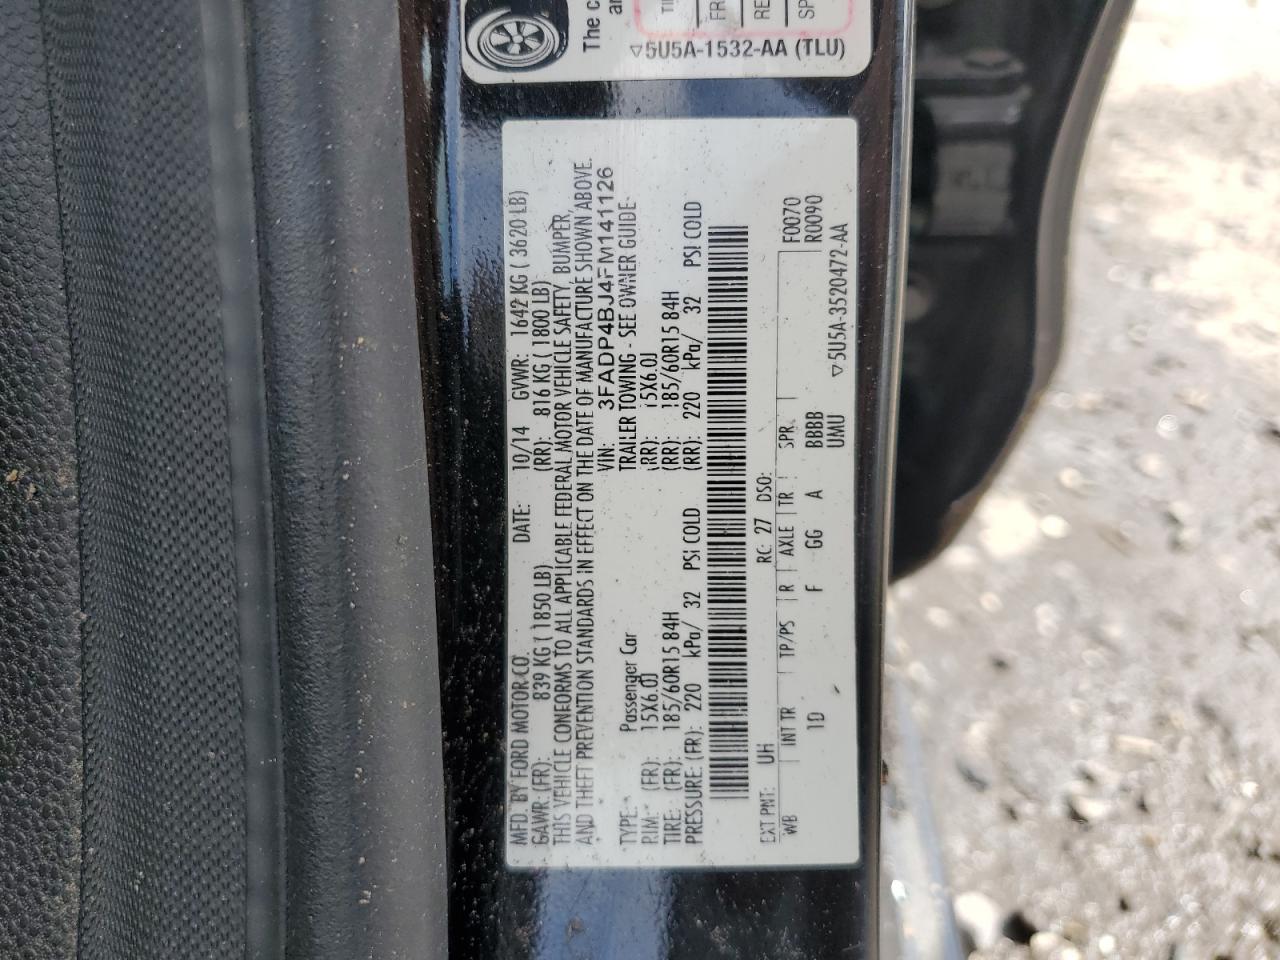 The c
an
TI
FR
RE
SP
▽5U5A-1532-AA (TLU)
MFD. BY FORD MOTOR CO. DATE: 10/14 GVWR: 1642 KG ( 3620 LB)
GAWR: (FR): 839 KG ( 1850 LB) (RR): 816 KG ( 1800 LB)
THIS VEHICLE CONFORMS TO ALL APPLICABLE FEDERAL MOTOR VEHICLE SAFETY, BUMPER,
AND THEFT PREVENTION STANDARDS IN EFFECT ON THE DATE OF MANUFACTURE SHOWN ABOVE.
VIN: 3FADP4BJ4FM141126
TYPE: Passenger Car TRAILER TOWING - SEE OWNER GUIDE
RIM: (FR): 15X6.0J (RR): 15X6.0J
TIRE: (FR): 185/60R15 84H (RR): 185/60R15 84H
PRESSURE: (FR): 220 kPa/ 32 PSI COLD (RR): 220 kPa/ 32 PSI COLD
EXT PNT: UH RC: 27 DSO:
WB INT TR TP/PS R AXLE TR SPR F0070
1D F GG A BBBB R0090
UMU ▽5U5A-3520472-AA